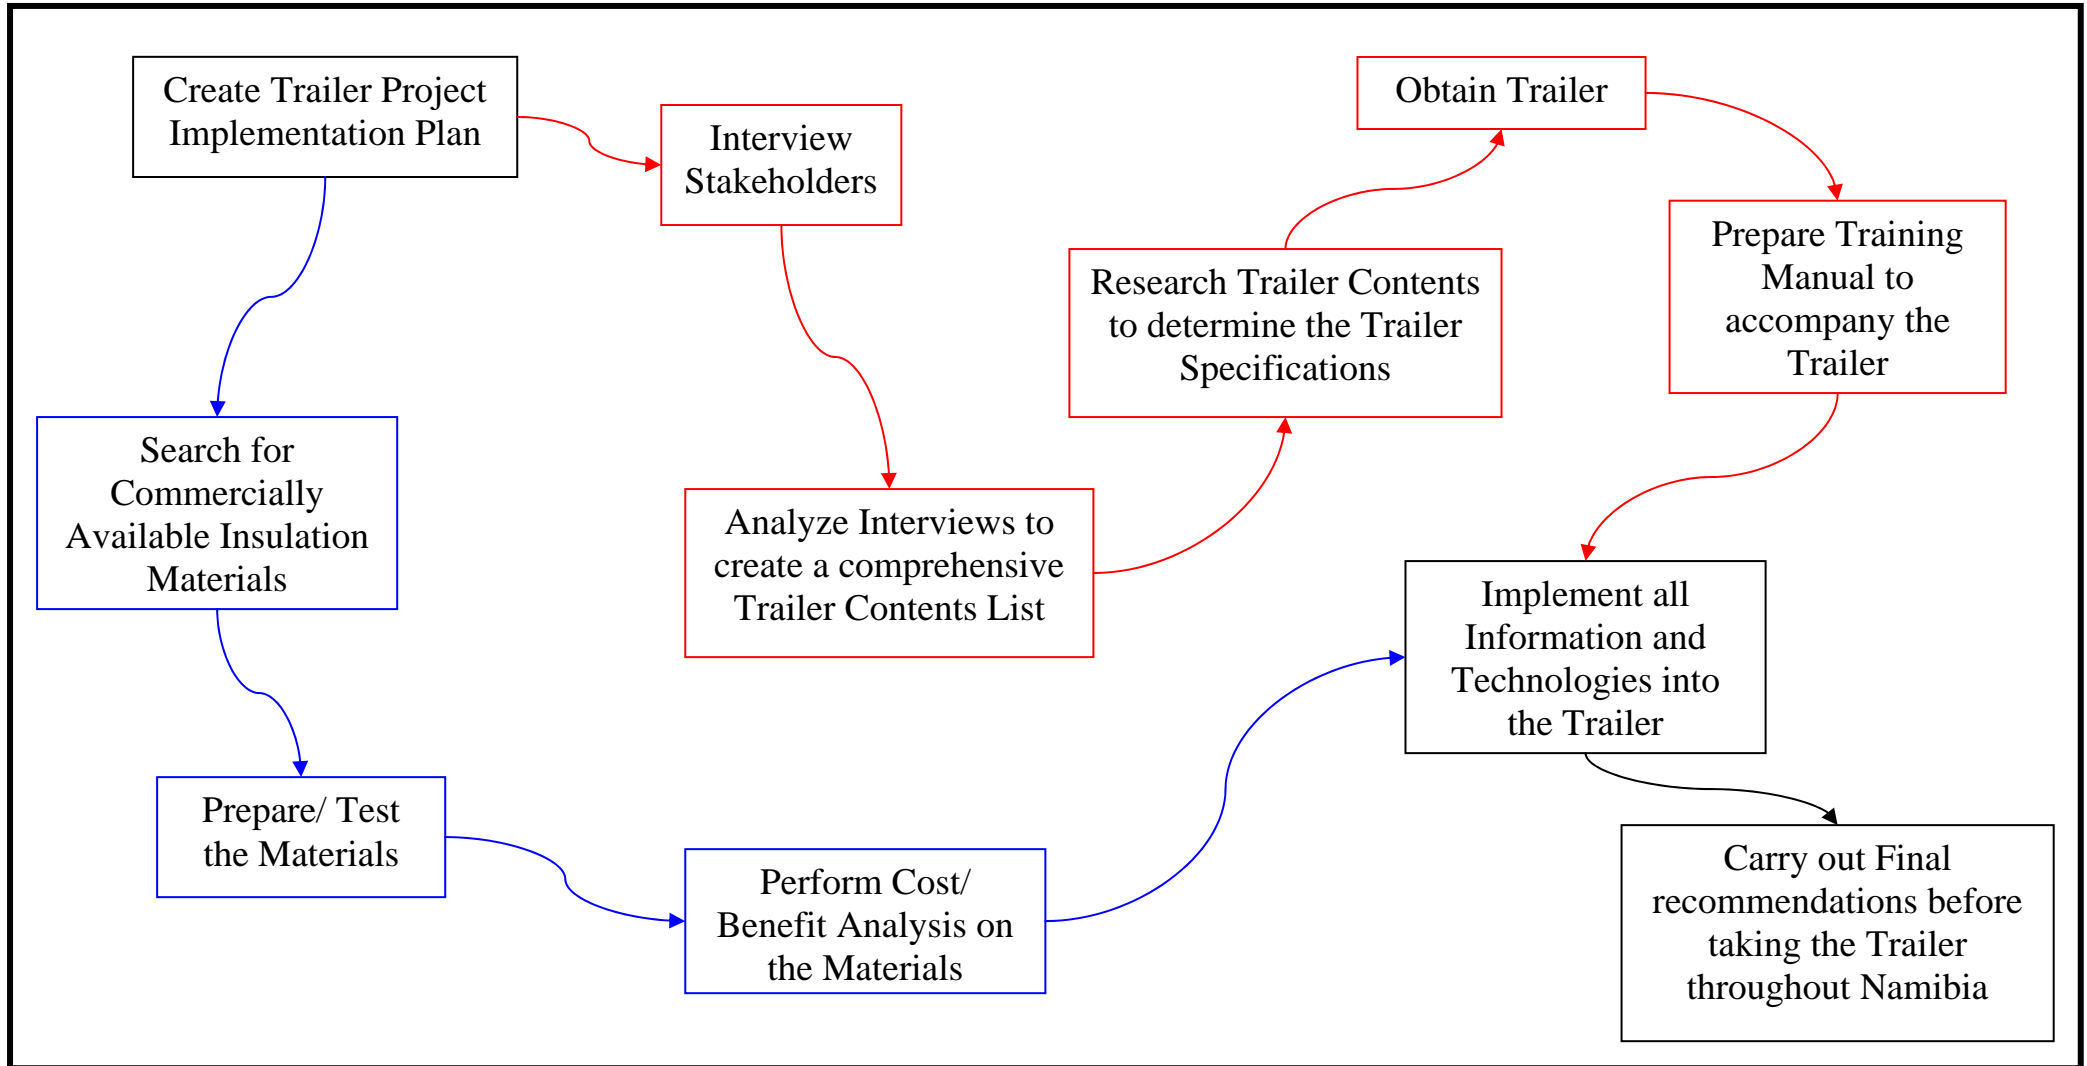 Create Trailer Project
Implementation Plan
Interview
Stakeholders
Analyze Interviews to
create a comprehensive
Trailer Contents List
Research Trailer Contents
to determine the Trailer
Specifications
Obtain Trailer
Prepare Training
Manual to
accompany the
Trailer
Search for
Commercially
Available Insulation
Materials
Prepare/ Test
the Materials
Perform Cost/
Benefit Analysis on
the Materials
Implement all
Information and
Technologies into
the Trailer
Carry out Final
recommendations before
taking the Trailer
throughout Namibia